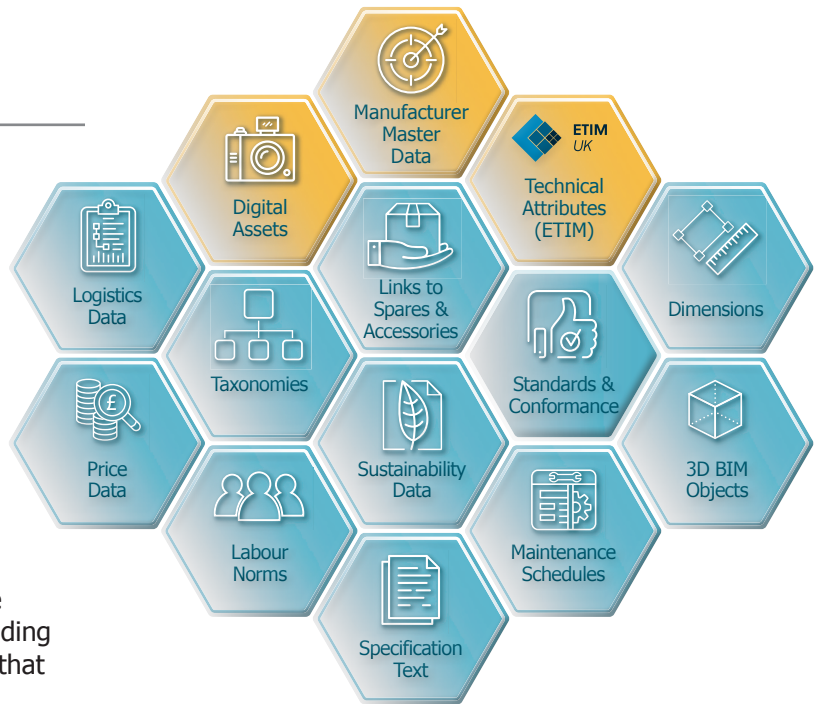 Manufacturer
Master
Data
ETIM
UK
Technical
Attributes
(ETIM)
Digital
Assets
Links to
Spares &
Accessories
Logistics
Data
Dimensions
Taxonomies
Standards &
Conformance
Price
Data
Sustainability
Data
3D BIM
Objects
£
Labour
Norms
Maintenance
Schedules
Specification
Text
ding
that